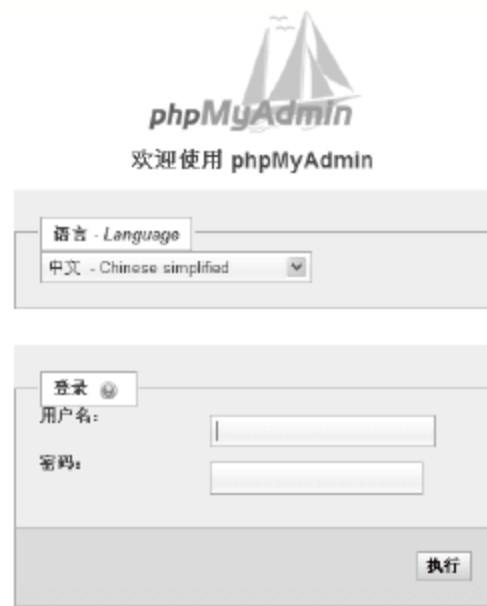 phpMyAdmin
欢迎使用 phpMyAdmin
语言 - Language
中文 - Chinese simplified
登录
用户名:
密码:
执行